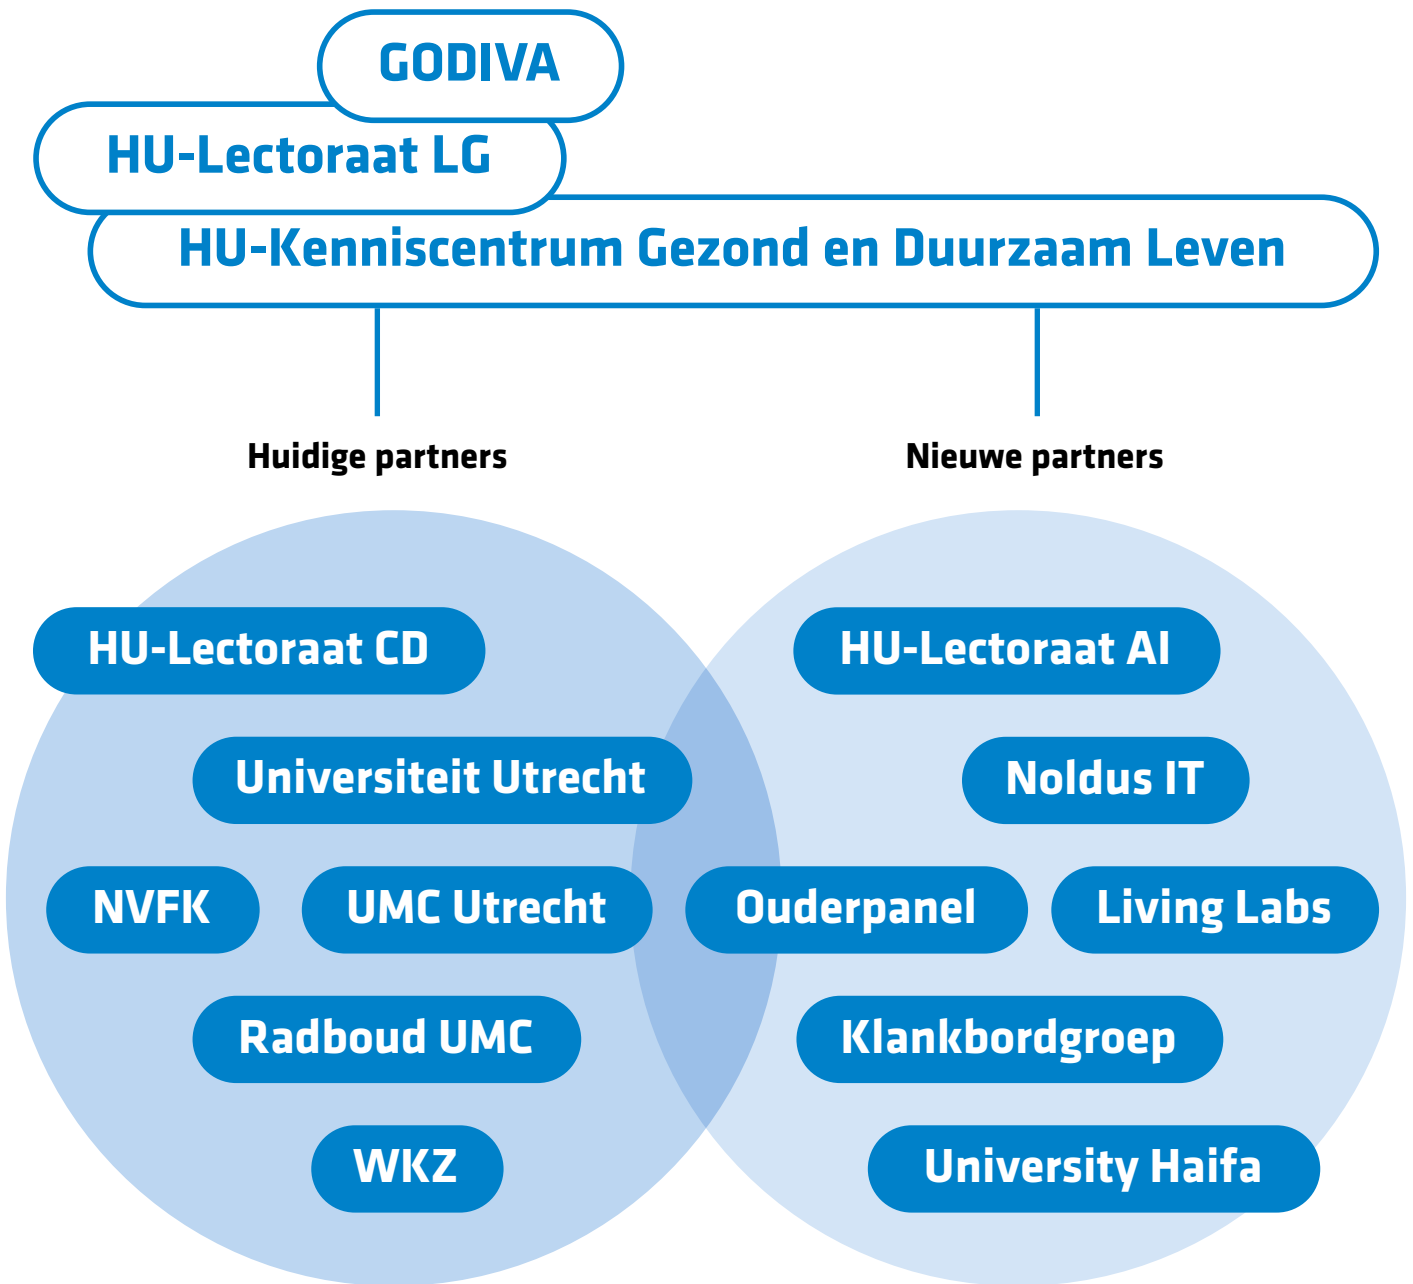 GODIVA
HU-Lectoraat LG
HU-Kenniscentrum Gezond en Duurzaam Leven
Huidige partners
Nieuwe partners
HU-Lectoraat CD
Universiteit Utrecht
NVFK
UMC Utrecht
Radboud UMC
WKZ
HU-Lectoraat AI
Noldus IT
Ouderpanel
Living Labs
Klankbordgroep
University Haifa